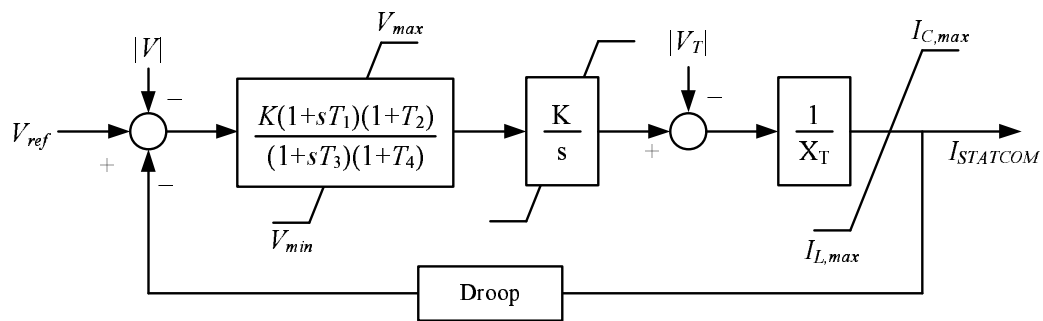 V_max
I_C,max
|V|
|V_T|
−
−
K(1+sT_1)(1+T_2)
(1+sT_3)(1+T_4)
K
s
1
X_T
V_ref
+
−
+
I_STATCOM
V_min
I_L,max
Droop